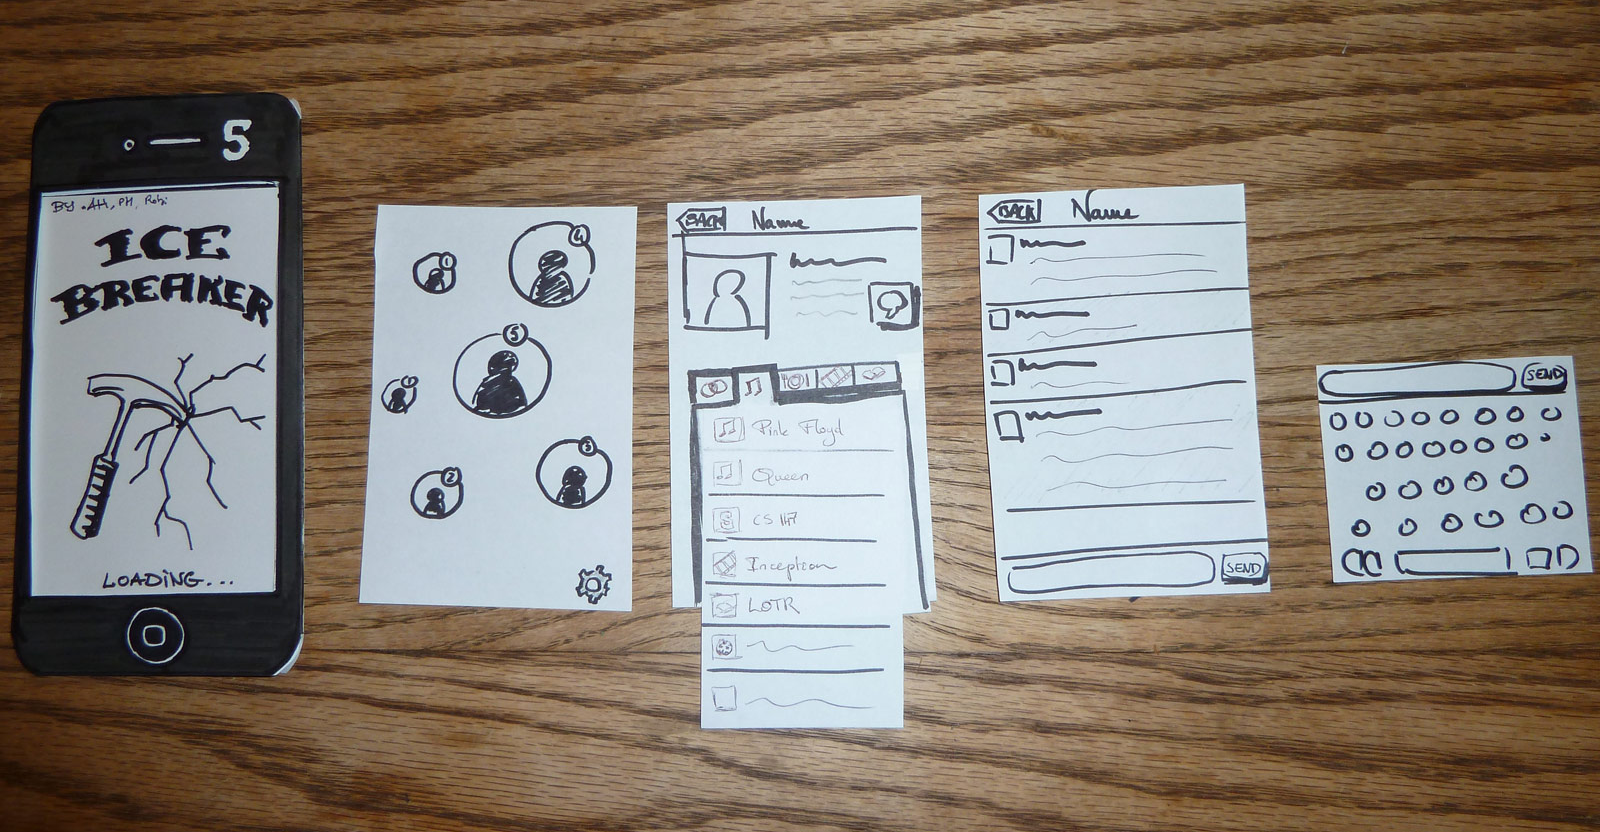 5
BY .AH, PH, Robi
ICE
BREAKER
LOADING...
1
4
5
1
2
3
BACK Name
Pink Floyd
Queen
CS 147
Inception
LOTR
BACK Name
SEND
SEND